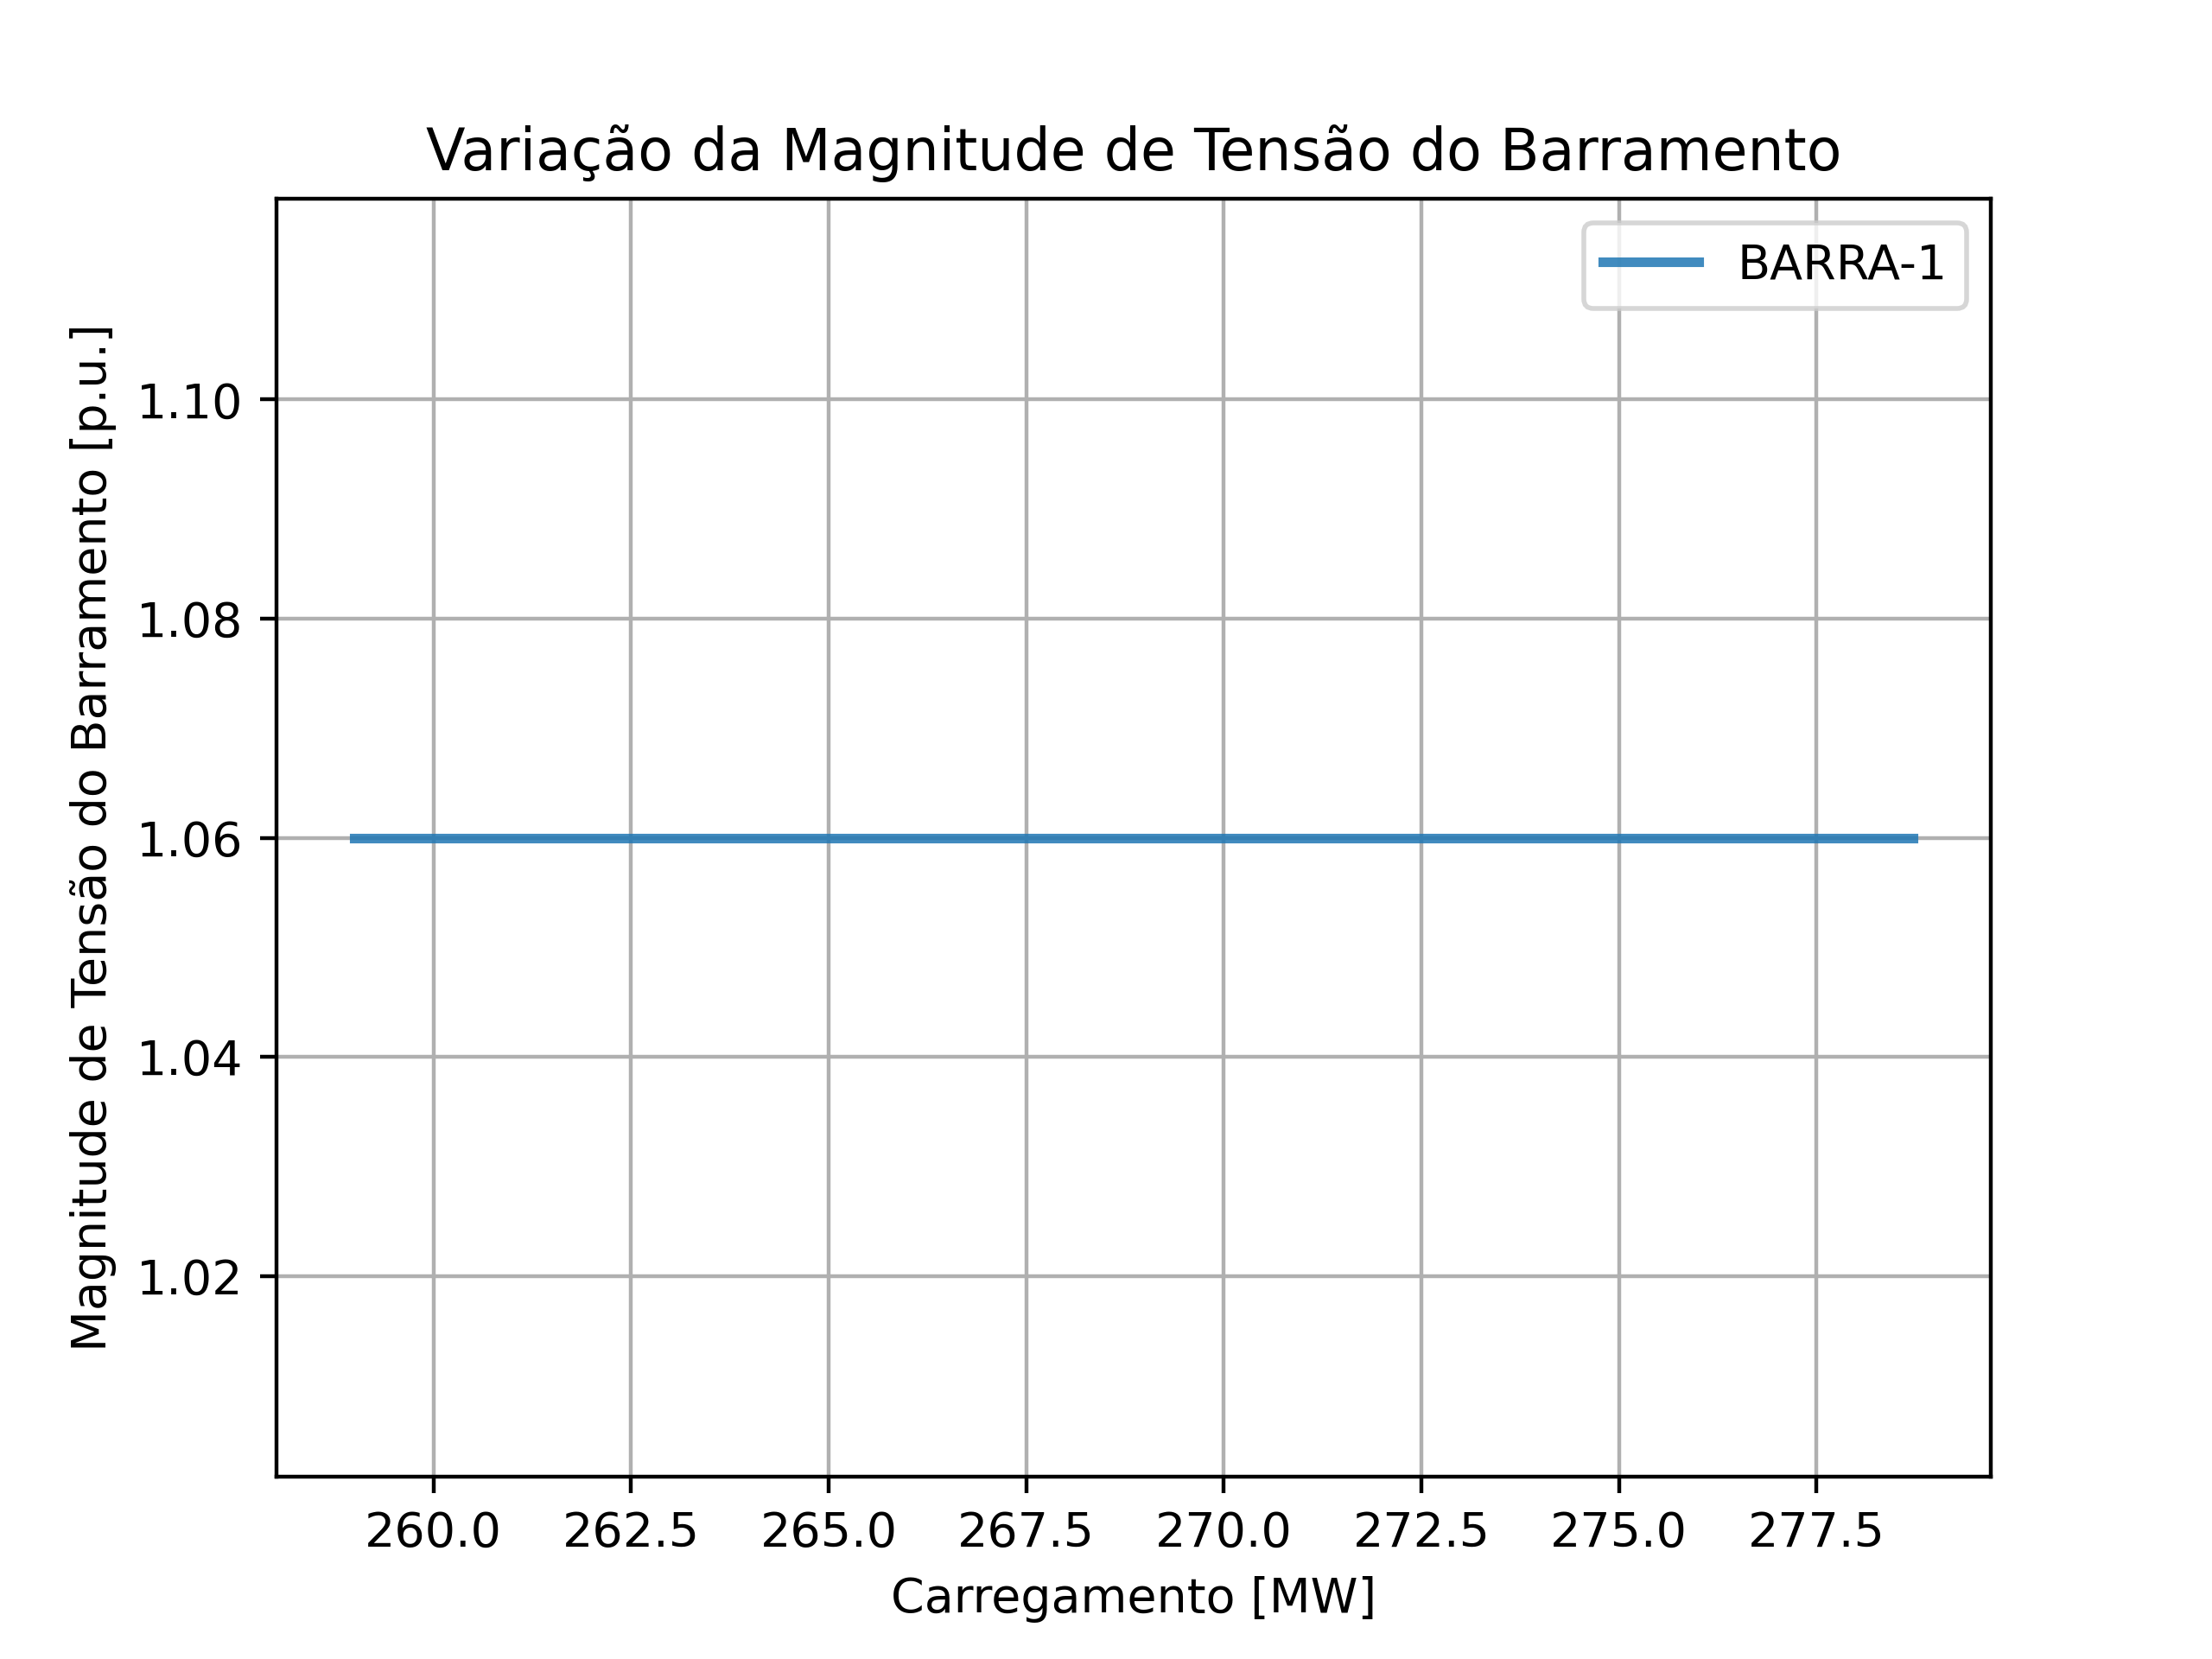 Variação da Magnitude de Tensão do Barramento
BARRA-1
Magnitude de Tensão do Barramento [p.u.]
1.10
1.08
1.06
1.04
1.02
260.0 262.5 265.0 267.5 270.0 272.5 275.0 277.5
Carregamento [MW]